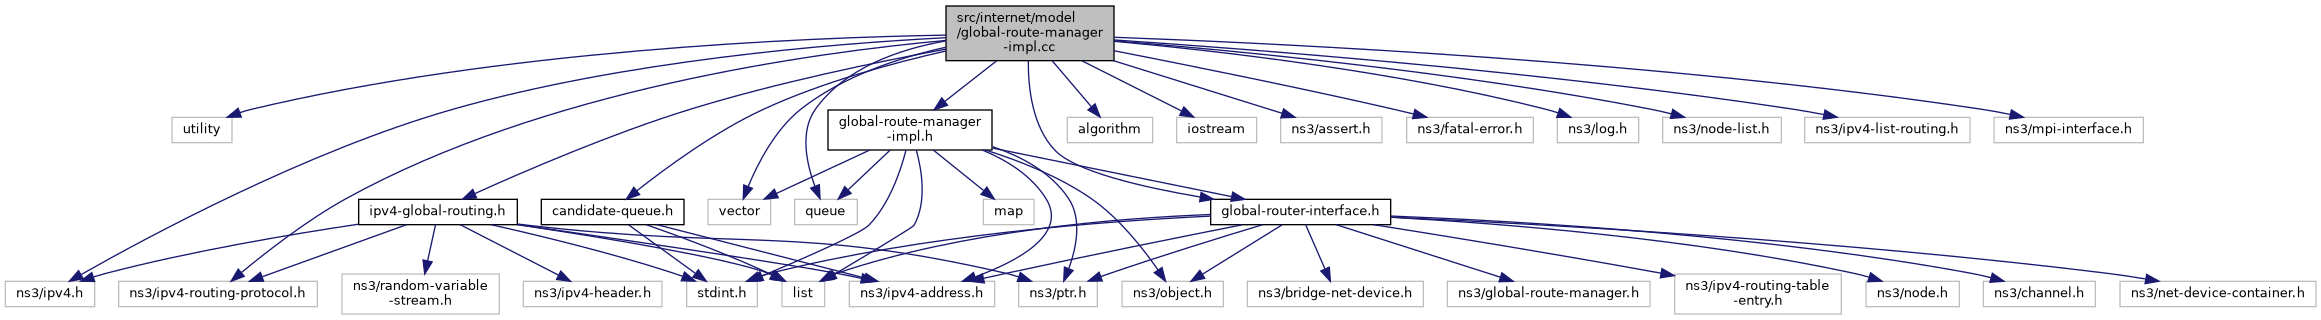 src/internet/model
/global-route-manager
-impl.cc
global-route-manager
-impl.h
utility
algorithm
iostream
ns3/assert.h
ns3/fatal-error.h
ns3/log.h
ns3/node-list.h
ns3/ipv4-list-routing.h
ns3/mpi-interface.h
ipv4-global-routing.h
candidate-queue.h
vector
queue
map
global-router-interface.h
ns3/ipv4.h
ns3/ipv4-routing-protocol.h
ns3/random-variable
-stream.h
ns3/ipv4-header.h
stdint.h
list
ns3/ipv4-address.h
ns3/ptr.h
ns3/object.h
ns3/bridge-net-device.h
ns3/global-route-manager.h
ns3/ipv4-routing-table
-entry.h
ns3/node.h
ns3/channel.h
ns3/net-device-container.h